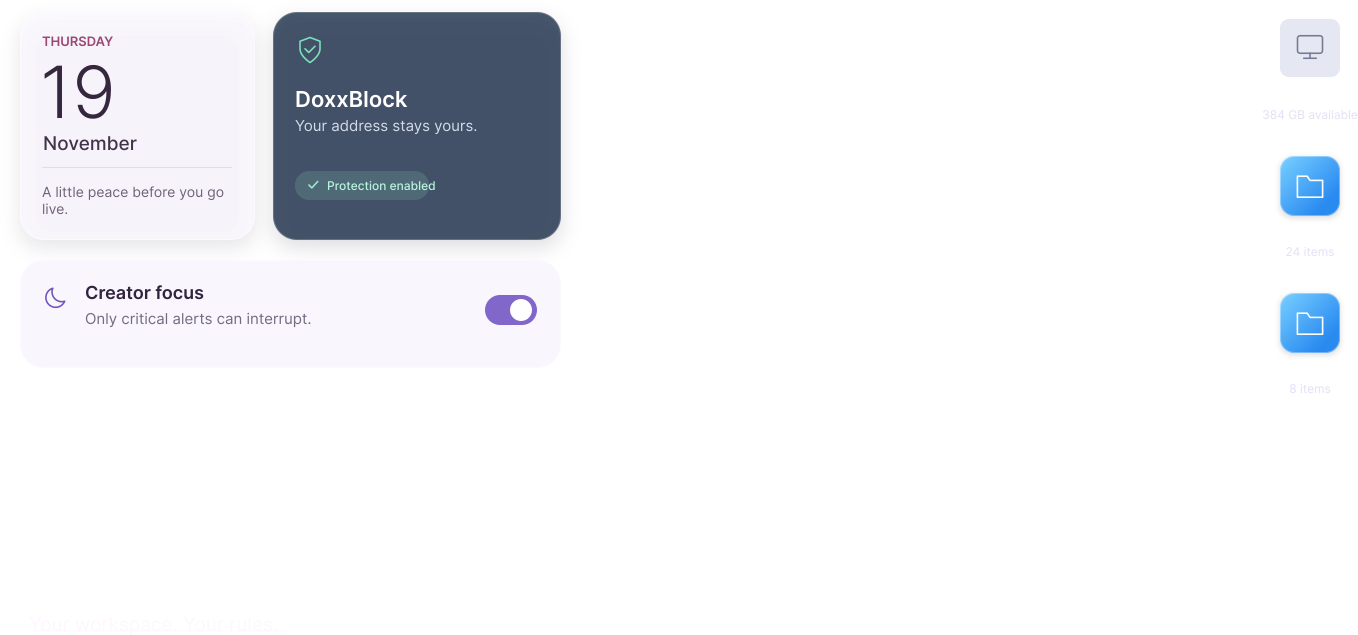 THURSDAY
19
November
A little peace before you go
live.
DoxxBlock
Your address stays yours.
Protection enabled
Creator focus
Only critical alerts can interrupt.
384 GB available
24 items
8 items
Your workspace. Your rules.